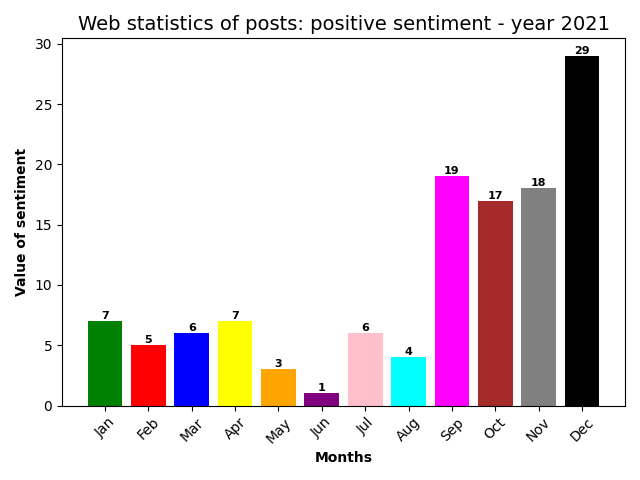 Web statistics of posts: positive sentiment - year 2021
30
25
20
15
10
5
0
Value of sentiment
7
5
6
7
3
1
6
4
19
17
18
29
Jan
Feb
Mar
Apr
May
Jun
Jul
Aug
Sep
Oct
Nov
Dec
Months